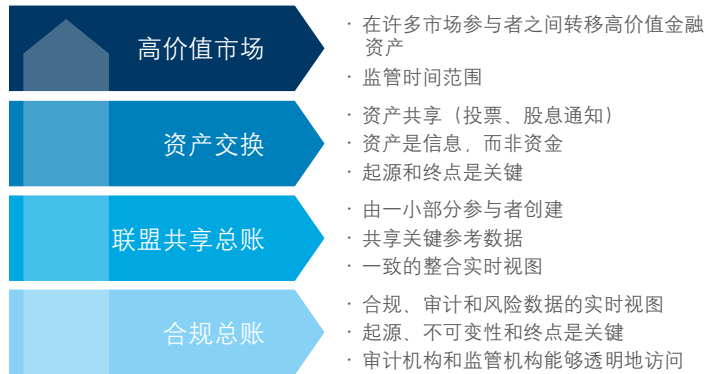 高价值市场
· 在许多市场参与者之间转移高价值金融
资产
· 监管时间范围
资产交换
· 资产共享（投票、股息通知）
· 资产是信息，而非资金
· 起源和终点是关键
联盟共享总账
· 由一小部分参与者创建
· 共享关键参考数据
· 一致的整合实时视图
合规总账
· 合规、审计和风险数据的实时视图
· 起源、不可变性和终点是关键
· 审计机构和监管机构能够透明地访问